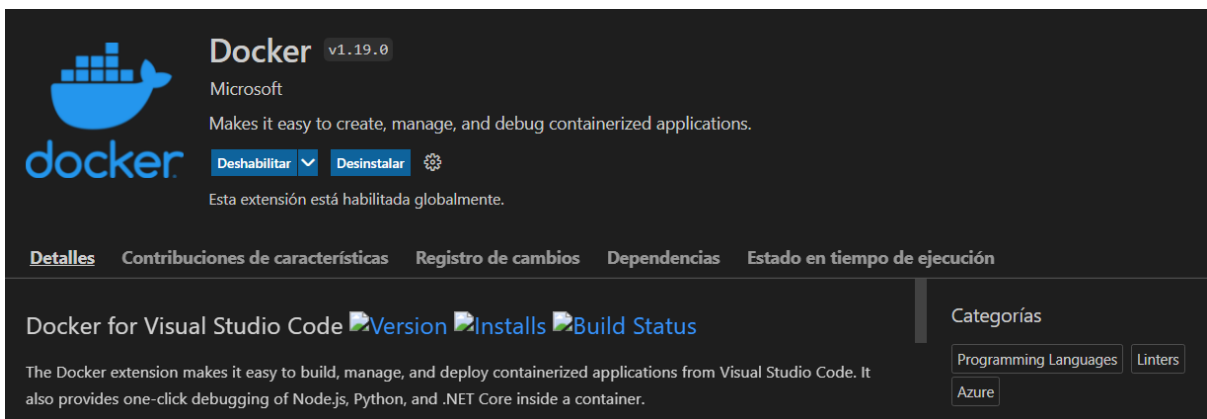 Docker v1.19.0
Microsoft
Makes it easy to create, manage, and debug containerized applications.
docker
Deshabilitar Desinstalar
Esta extensión está habilitada globalmente.
Detalles Contribuciones de características Registro de cambios Dependencias Estado en tiempo de ejecución
Docker for Visual Studio Code Version Installs Build Status
The Docker extension makes it easy to build, manage, and deploy containerized applications from Visual Studio Code. It
also provides one-click debugging of Node.js, Python, and .NET Core inside a container.
Categorías
Programming Languages Linters
Azure